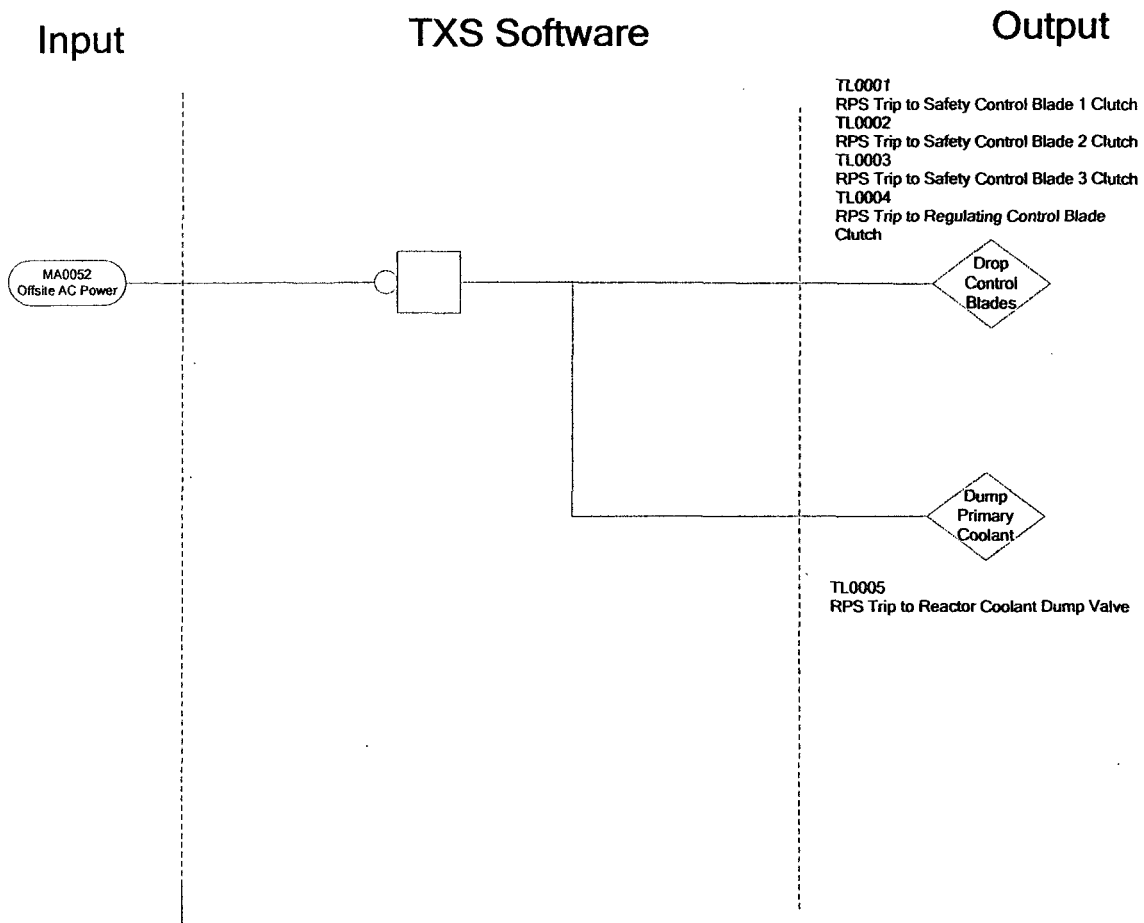 Input
TXS Software
Output
TL0001
RPS Trip to Safety Control Blade 1 Clutch
TL0002
RPS Trip to Safety Control Blade 2 Clutch
TL0003
RPS Trip to Safety Control Blade 3 Clutch
TL0004
RPS Trip to Regulating Control Blade
Clutch
MA0052
Offsite AC Power
Drop
Control
Blades
Dump
Primary
Coolant
TL0005
RPS Trip to Reactor Coolant Dump Valve